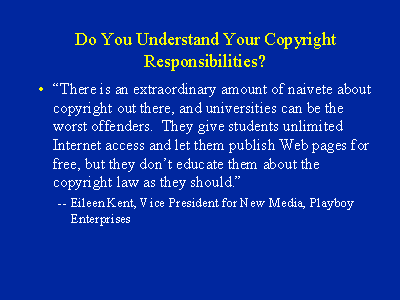 Do You Understand Your Copyright
Responsibilities?
• “There is an extraordinary amount of naivete about
copyright out there, and universities can be the
worst offenders.  They give students unlimited
Internet access and let them publish Web pages for
free, but they don’t educate them about the
copyright law as they should.”
-- Eileen Kent, Vice President for New Media, Playboy
Enterprises